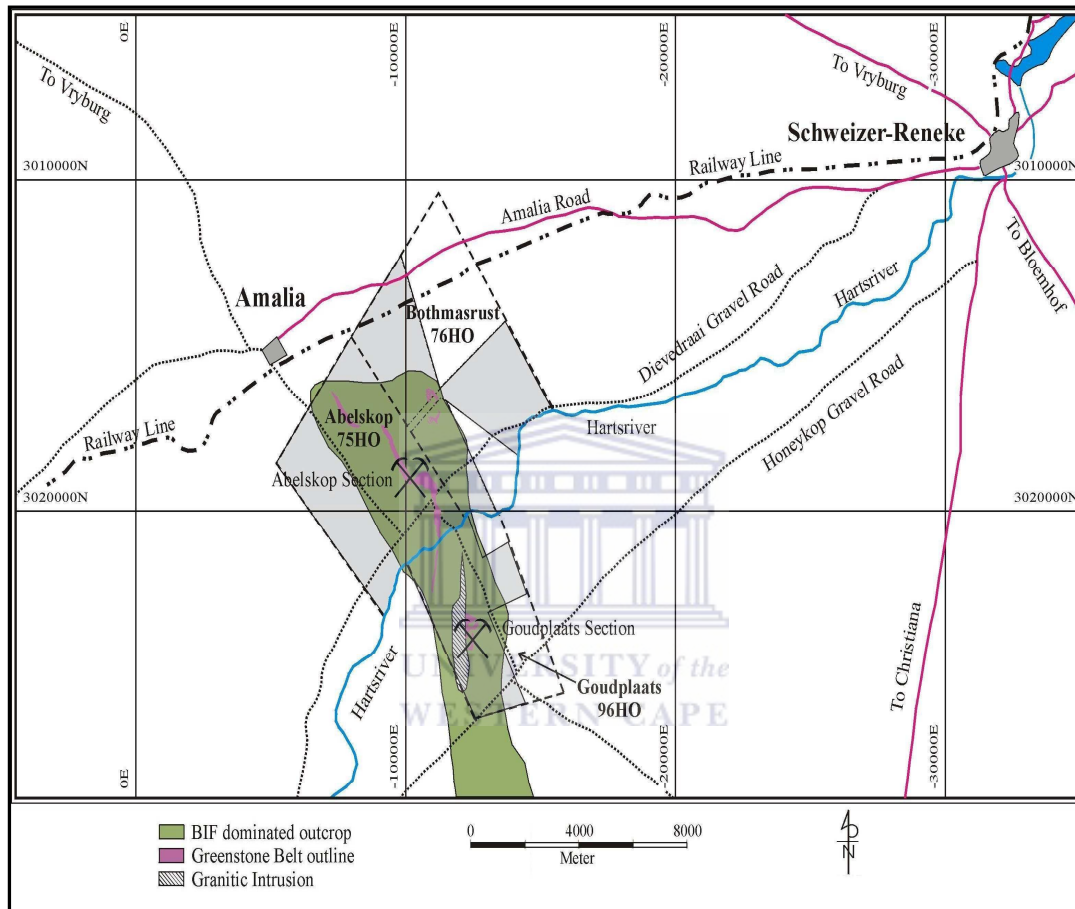 0E
-10000E
-20000E
-30000E
To Vryburg
To Vryburg
Schweizer-Reneke
3010000N
Railway Line
3010000N
Amalia Road
To Bloemhof
Amalia
Bothmasrust
76HO
Dievedraai Gravel Road
Hartsriver
Railway Line
Abelskop
75HO
Hartsriver
Honeykop Gravel Road
Abelskop Section
3020000N
3020000N
Goudplaats Section
UNIVERSITY of the
WESTERN CAPE
Goudplaats
96HO
Hartsriver
To Christiana
0E
-10000E
-20000E
-30000E
BIF dominated outcrop
Greenstone Belt outline
Granitic Intrusion
0 4000 8000
Meter
N